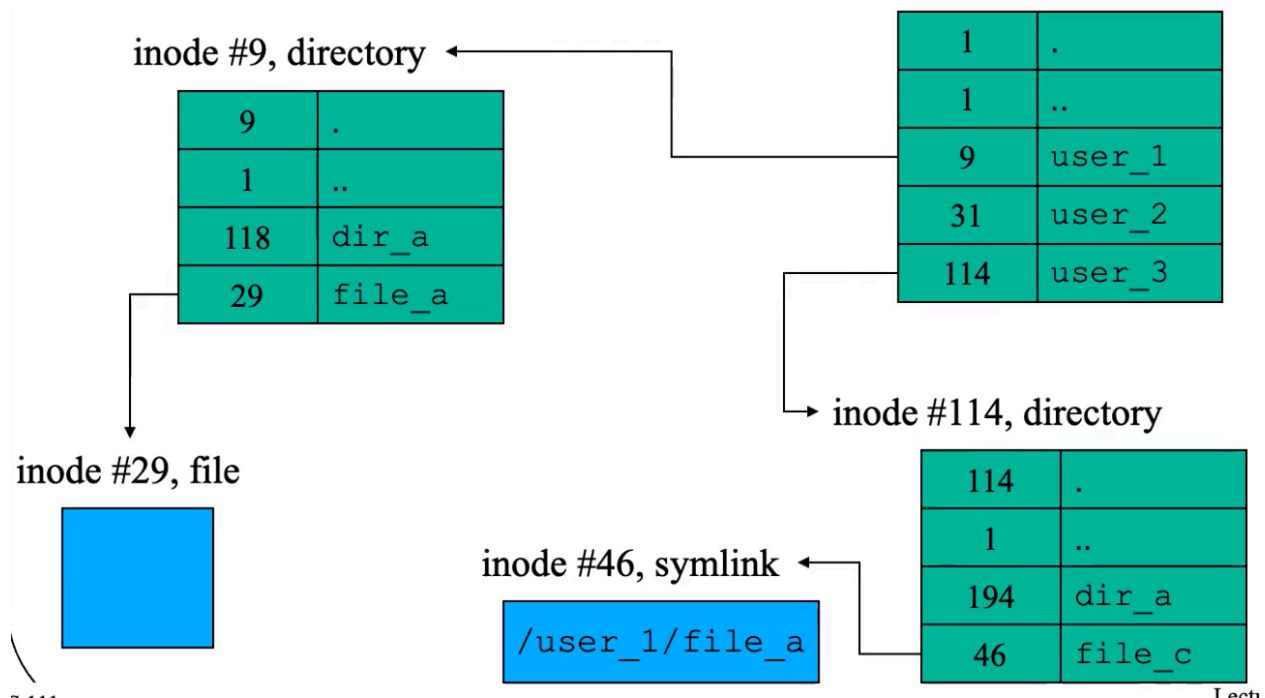 inode #9, directory
9 .
1 ..
118 dir_a
29 file_a
1 .
1 ..
9 user_1
31 user_2
114 user_3
inode #29, file
inode #114, directory
114 .
1 ..
194 dir_a
46 file_c
inode #46, symlink
/user_1/file_a